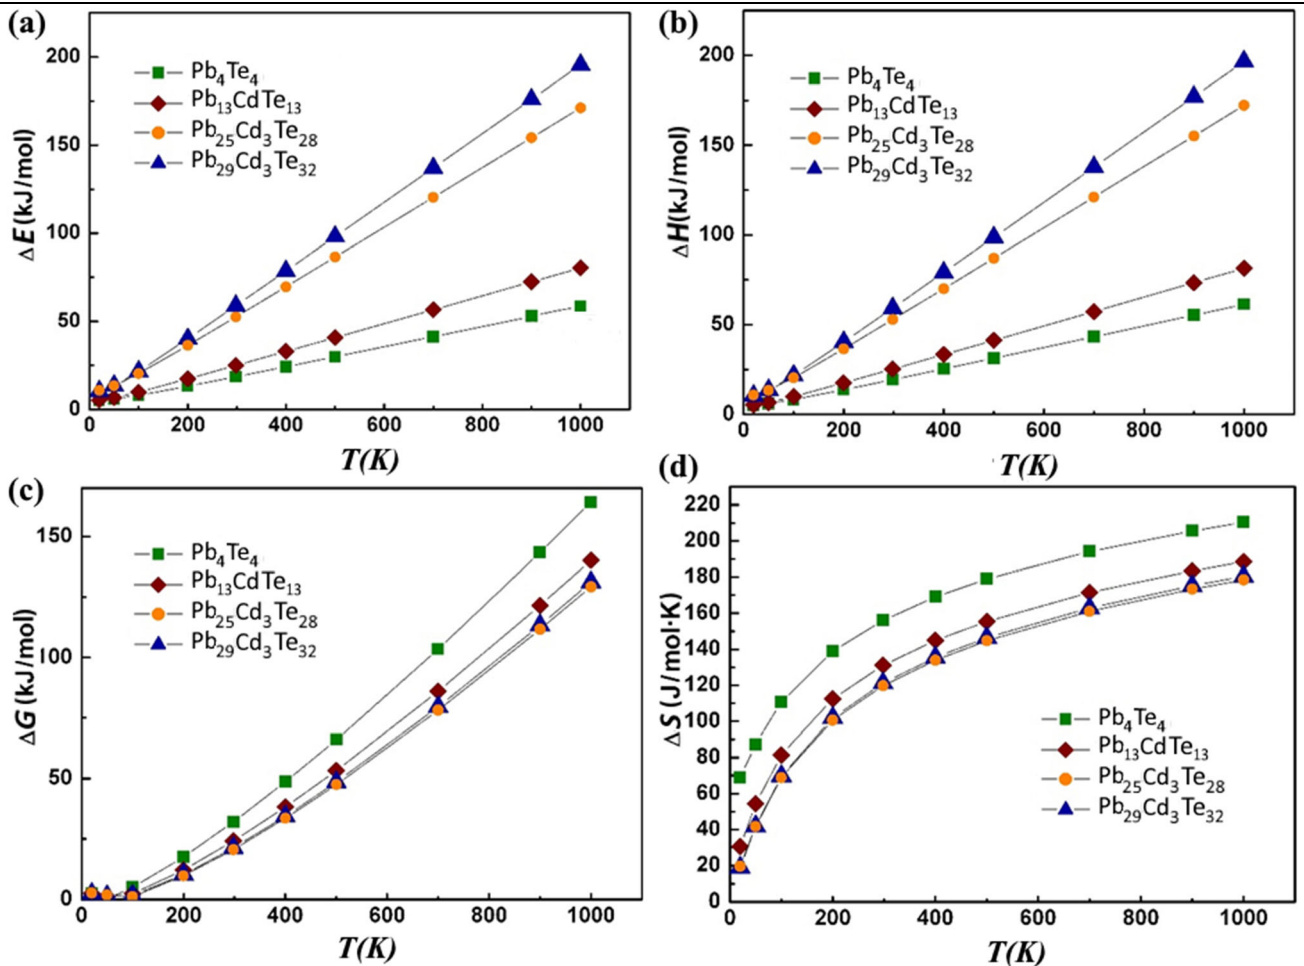 (a)
200
150
100
50
0
ΔE(kJ/mol)
Pb₄Te₄
Pb₁₃CdTe₁₃
Pb₂₅Cd₃Te₂₈
Pb₂₉Cd₃Te₃₂
0 200 400 600 800 1000
T(K)
(b)
200
150
100
50
0
ΔH(kJ/mol)
Pb₄Te₄
Pb₁₃CdTe₁₃
Pb₂₅Cd₃Te₂₈
Pb₂₉Cd₃Te₃₂
0 200 400 600 800 1000
T(K)
(c)
150
100
50
0
ΔG(kJ/mol)
Pb₄Te₄
Pb₁₃CdTe₁₃
Pb₂₅Cd₃Te₂₈
Pb₂₉Cd₃Te₃₂
0 200 400 600 800 1000
T(K)
(d)
220
200
180
160
140
120
100
80
60
40
20
0
ΔS(J/mol·K)
Pb₄Te₄
Pb₁₃CdTe₁₃
Pb₂₅Cd₃Te₂₈
Pb₂₉Cd₃Te₃₂
0 200 400 600 800 1000
T(K)